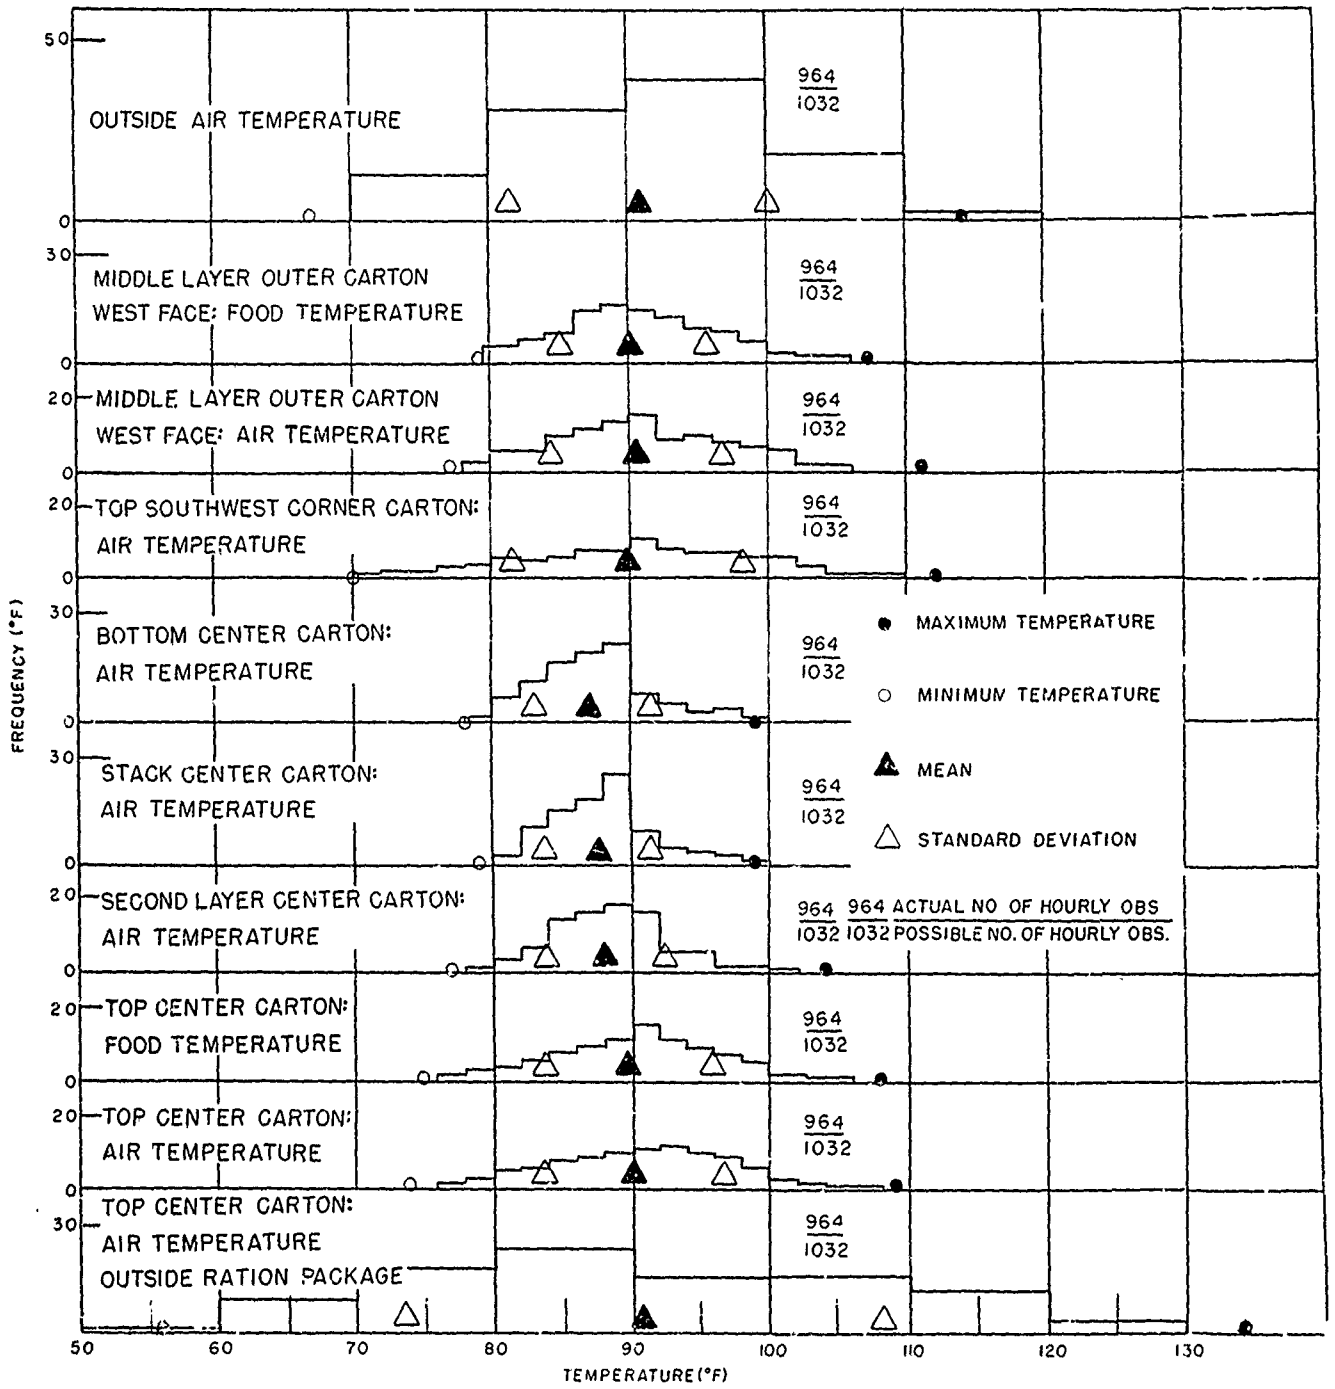 50
OUTSIDE AIR TEMPERATURE
964
1032
0
30
MIDDLE LAYER OUTER CARTON
WEST FACE: FOOD TEMPERATURE
964
1032
0
20
MIDDLE LAYER OUTER CARTON
WEST FACE: AIR TEMPERATURE
964
1032
0
20
TOP SOUTHWEST CORNER CARTON:
AIR TEMPERATURE
964
1032
0
30
BOTTOM CENTER CARTON:
AIR TEMPERATURE
964
1032
0
30
STACK CENTER CARTON:
AIR TEMPERATURE
964
1032
0
MAXIMUM TEMPERATURE
MINIMUM TEMPERATURE
MEAN
STANDARD DEVIATION
20
SECOND LAYER CENTER CARTON:
AIR TEMPERATURE
964
1032
964 ACTUAL NO OF HOURLY OBS
1032 POSSIBLE NO. OF HOURLY OBS.
0
20
TOP CENTER CARTON:
FOOD TEMPERATURE
964
1032
0
20
TOP CENTER CARTON:
AIR TEMPERATURE
964
1032
0
30
TOP CENTER CARTON:
AIR TEMPERATURE
OUTSIDE RATION PACKAGE
964
1032
FREQUENCY (°F)
50 60 70 80 90 100 110 120 130
TEMPERATURE (°F)